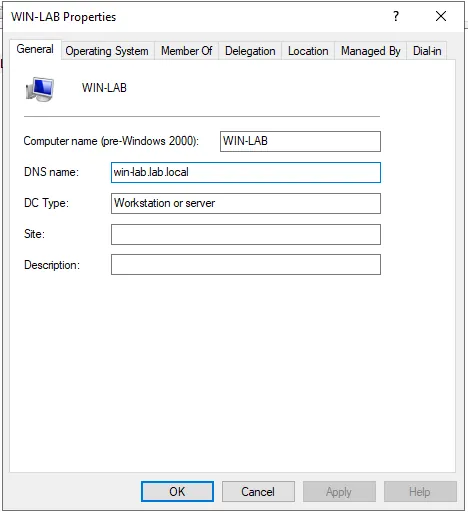 WIN-LAB Properties
General Operating System Member Of Delegation Location Managed By Dial-in
WIN-LAB
Computer name (pre-Windows 2000): WIN-LAB
DNS name: win-lab.lab.local
DC Type: Workstation or server
Site:
Description:
OK Cancel Apply Help